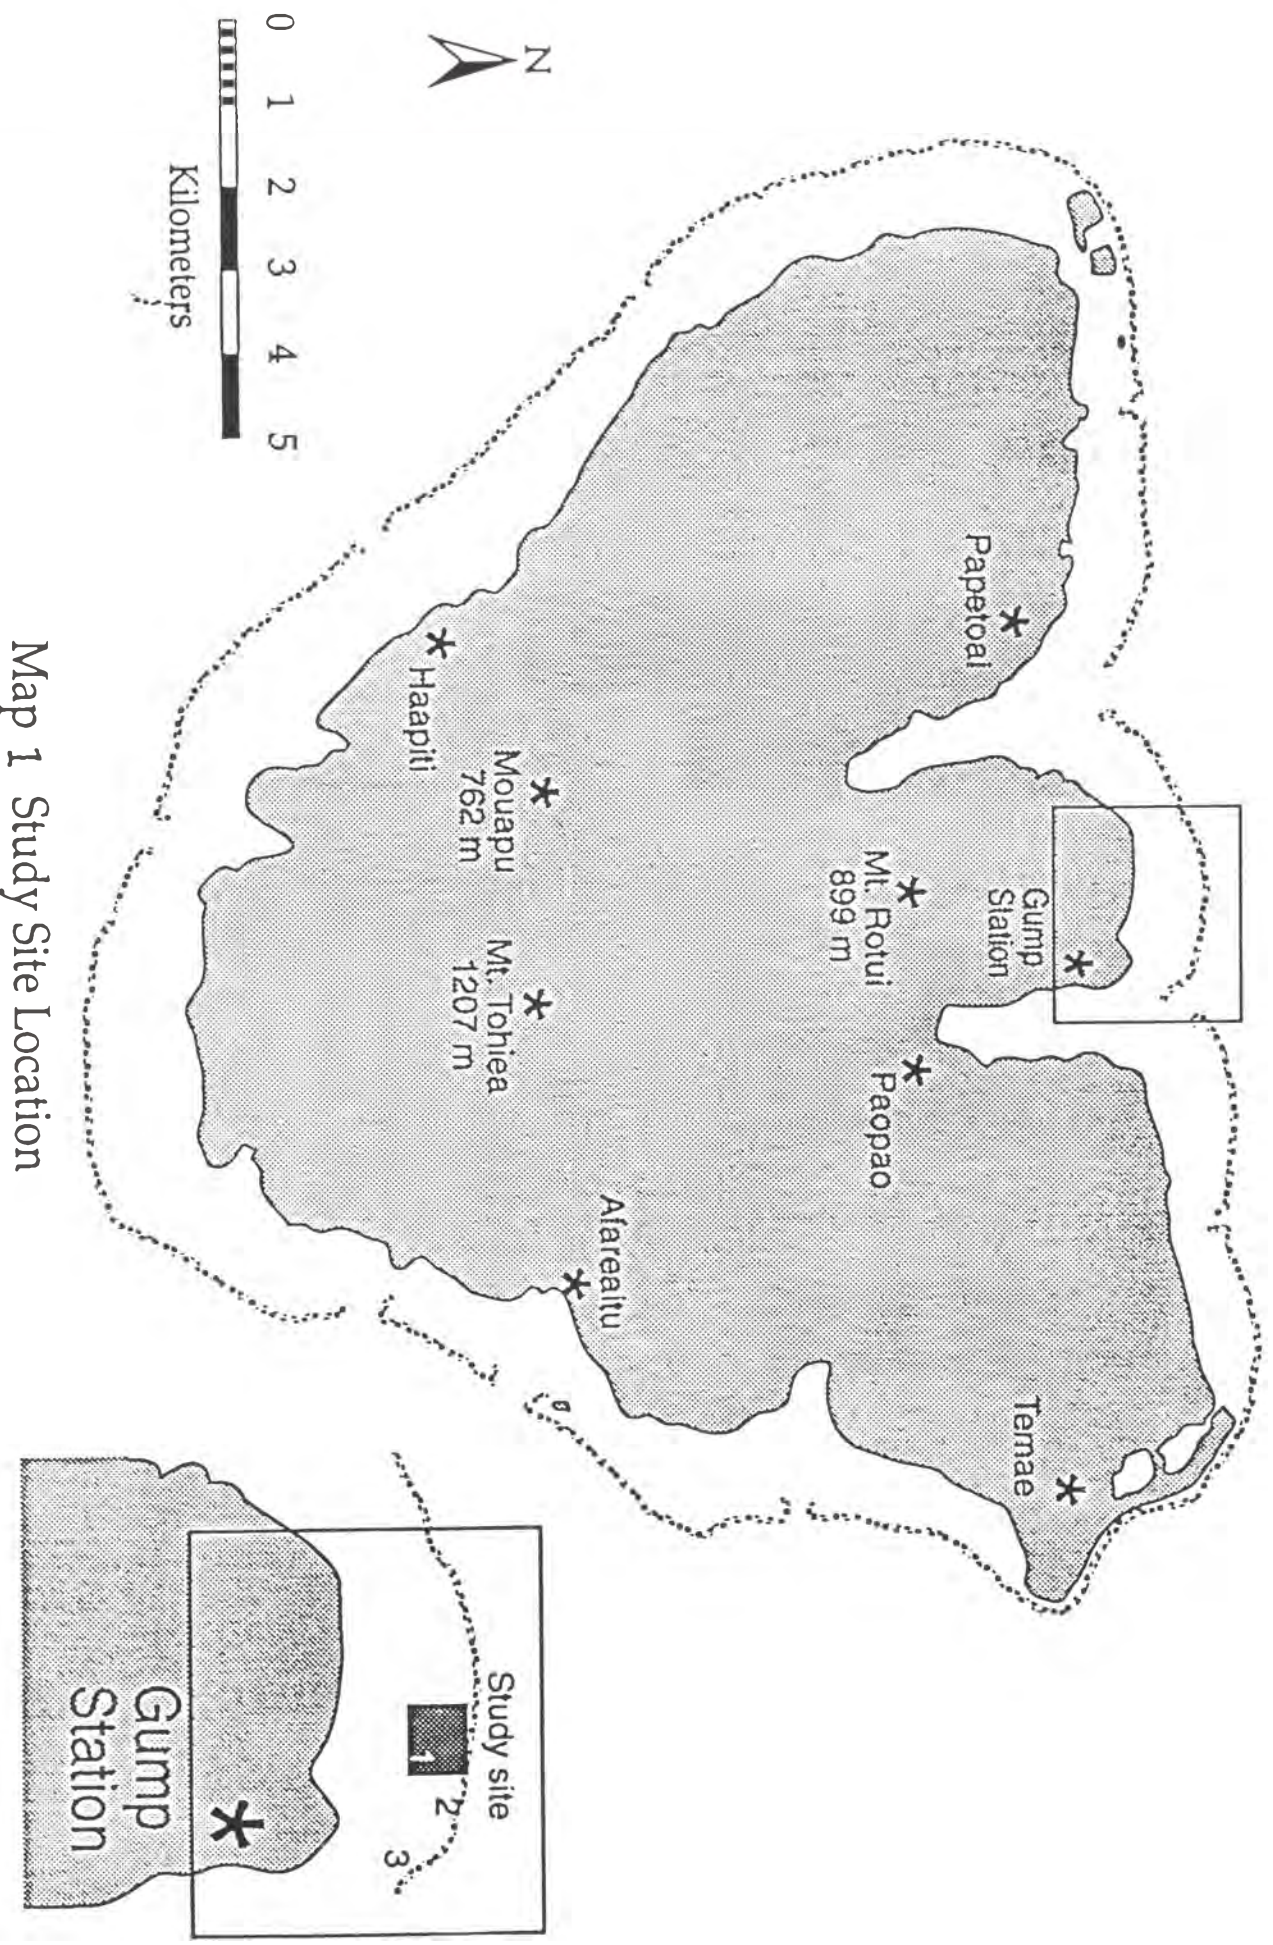 N
0 1 2 3 4 5
Kilometers
Papetoai
Gump
Station
Temae
Mt. Rotui
899 m
Paopao
Afareaitu
Haapiti
Mouapu
762 m
Mt. Tohiea
1207 m
Study site
1
2
3
Gump
Station
Map 1 Study Site Location